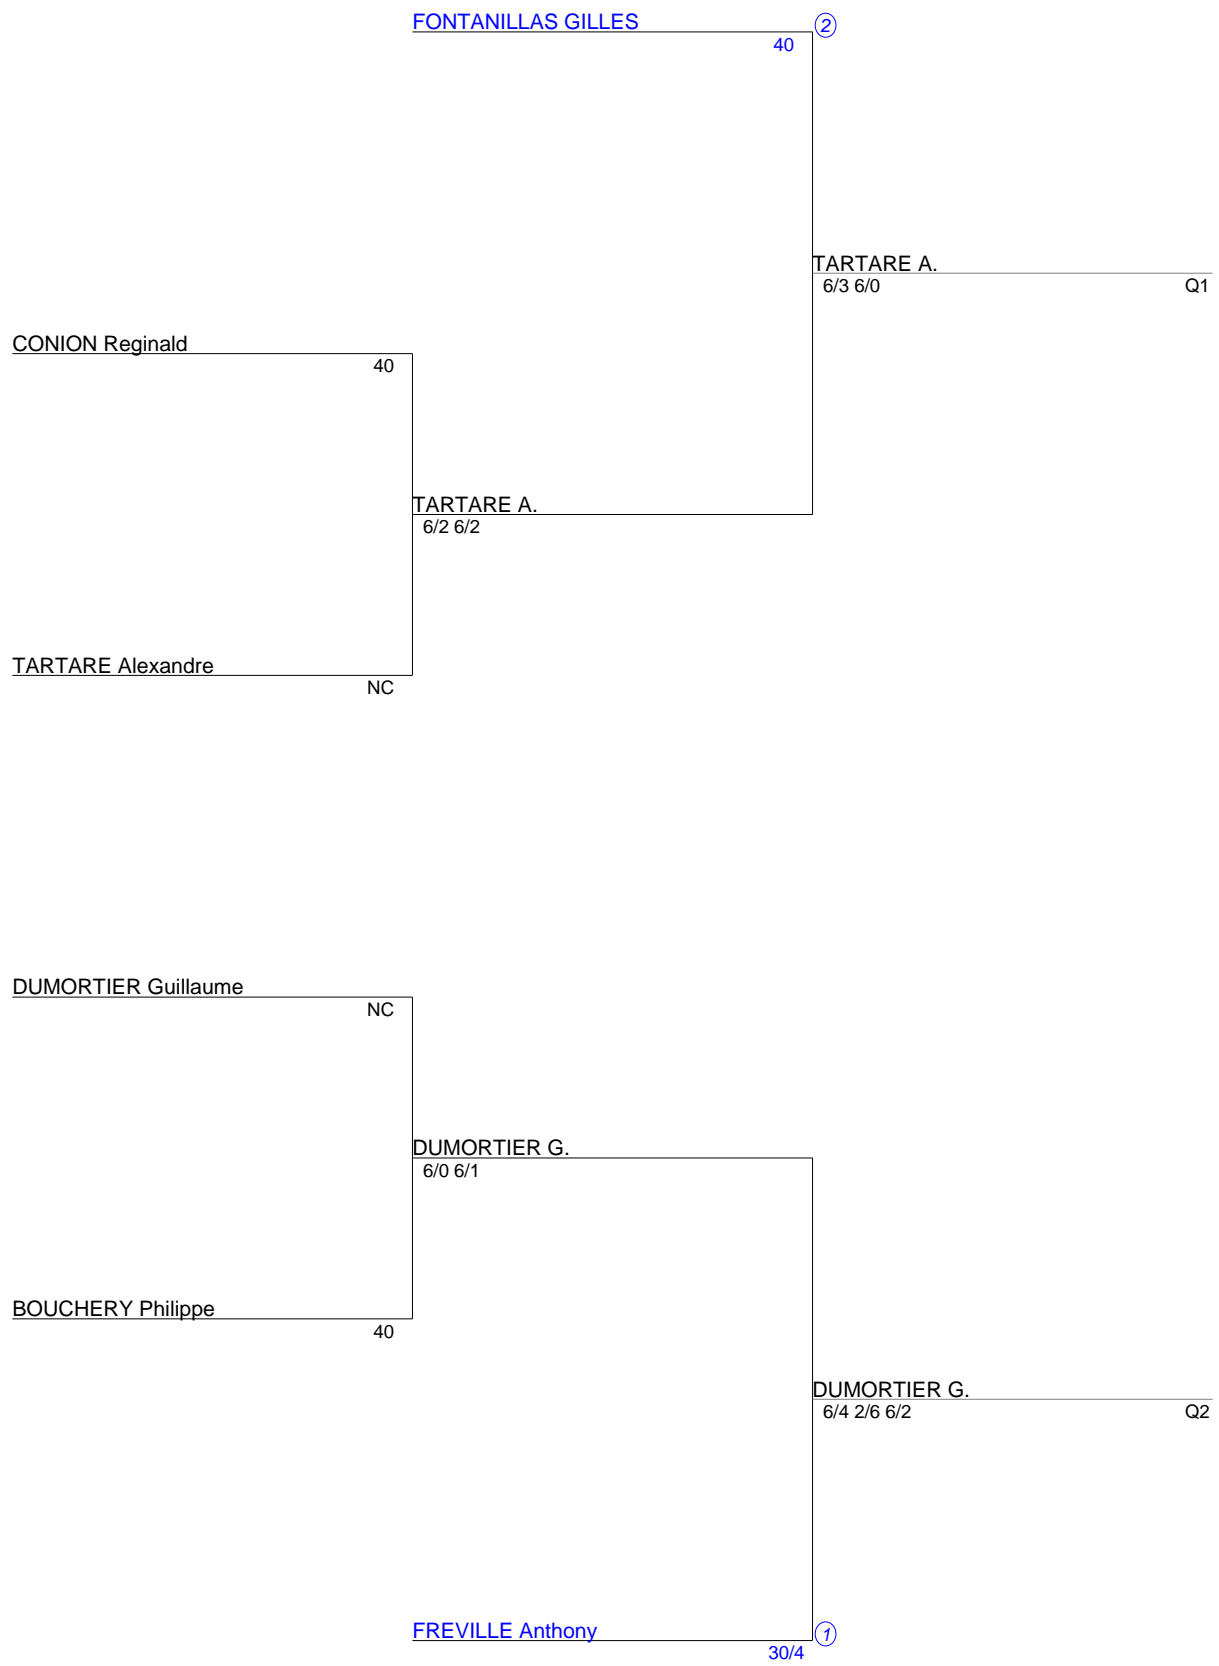 FONTANILLAS GILLES
2
40
TARTARE A.
6/3 6/0
Q1
CONION Reginald
40
TARTARE A.
6/2 6/2
TARTARE Alexandre
NC
DUMORTIER Guillaume
NC
DUMORTIER G.
6/0 6/1
BOUCHERY Philippe
40
DUMORTIER G.
6/4 2/6 6/2
Q2
FREVILLE Anthony
1
30/4